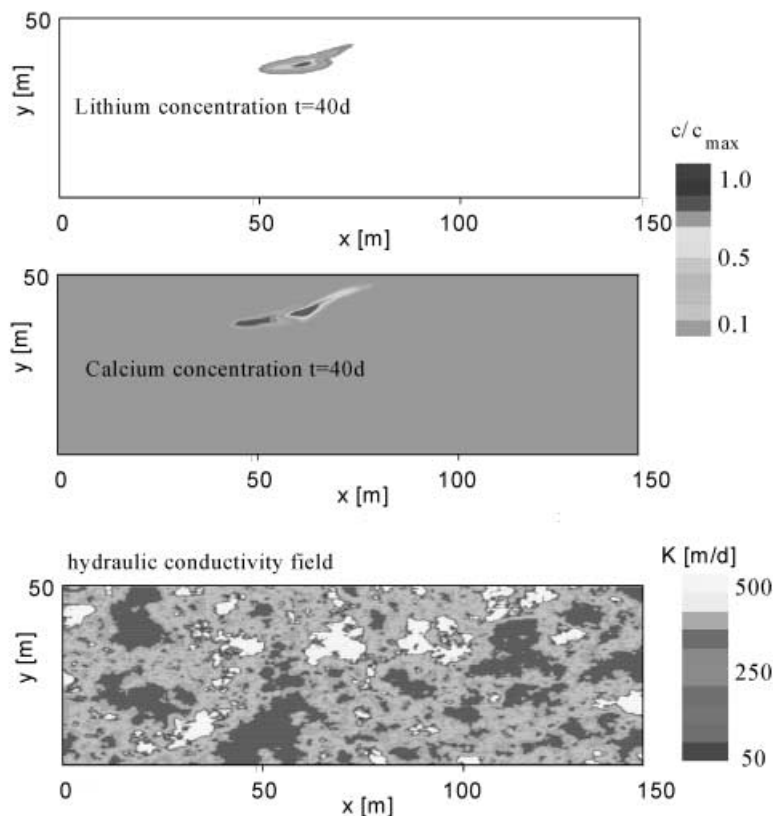 50
y [m]
Lithium concentration t=40d
0 50 100 150
x [m]
c/c max
1.0
0.5
0.1
50
y [m]
Calcium concentration t=40d
0 50 100 150
x [m]
hydraulic conductivity field
50
y [m]
0 50 100 150
x [m]
K [m/d]
500
250
50